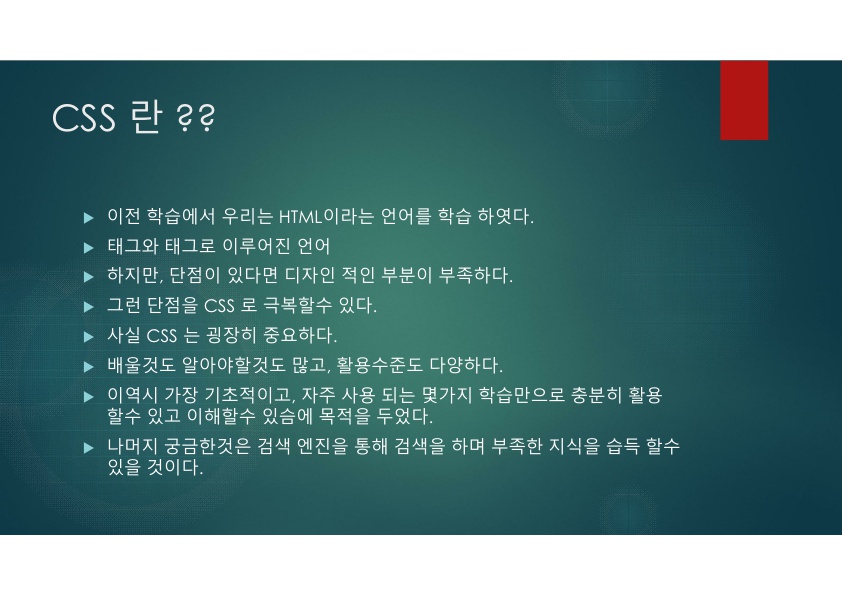 CSS 란 ??
이전 학습에서 우리는 HTML이라는 언어를 학습 하엿다.
태그와 태그로 이루어진 언어
하지만, 단점이 있다면 디자인 적인 부분이 부족하다.
그런 단점을 CSS 로 극복할수 있다.
사실 CSS 는 굉장히 중요하다.
배울것도 알아야할것도 많고, 활용수준도 다양하다.
이역시 가장 기초적이고, 자주 사용 되는 몇가지 학습만으로 충분히 활용
할수 있고 이해할수 있슴에 목적을 두었다.
나머지 궁금한것은 검색 엔진을 통해 검색을 하며 부족한 지식을 습득 할수
있을 것이다.